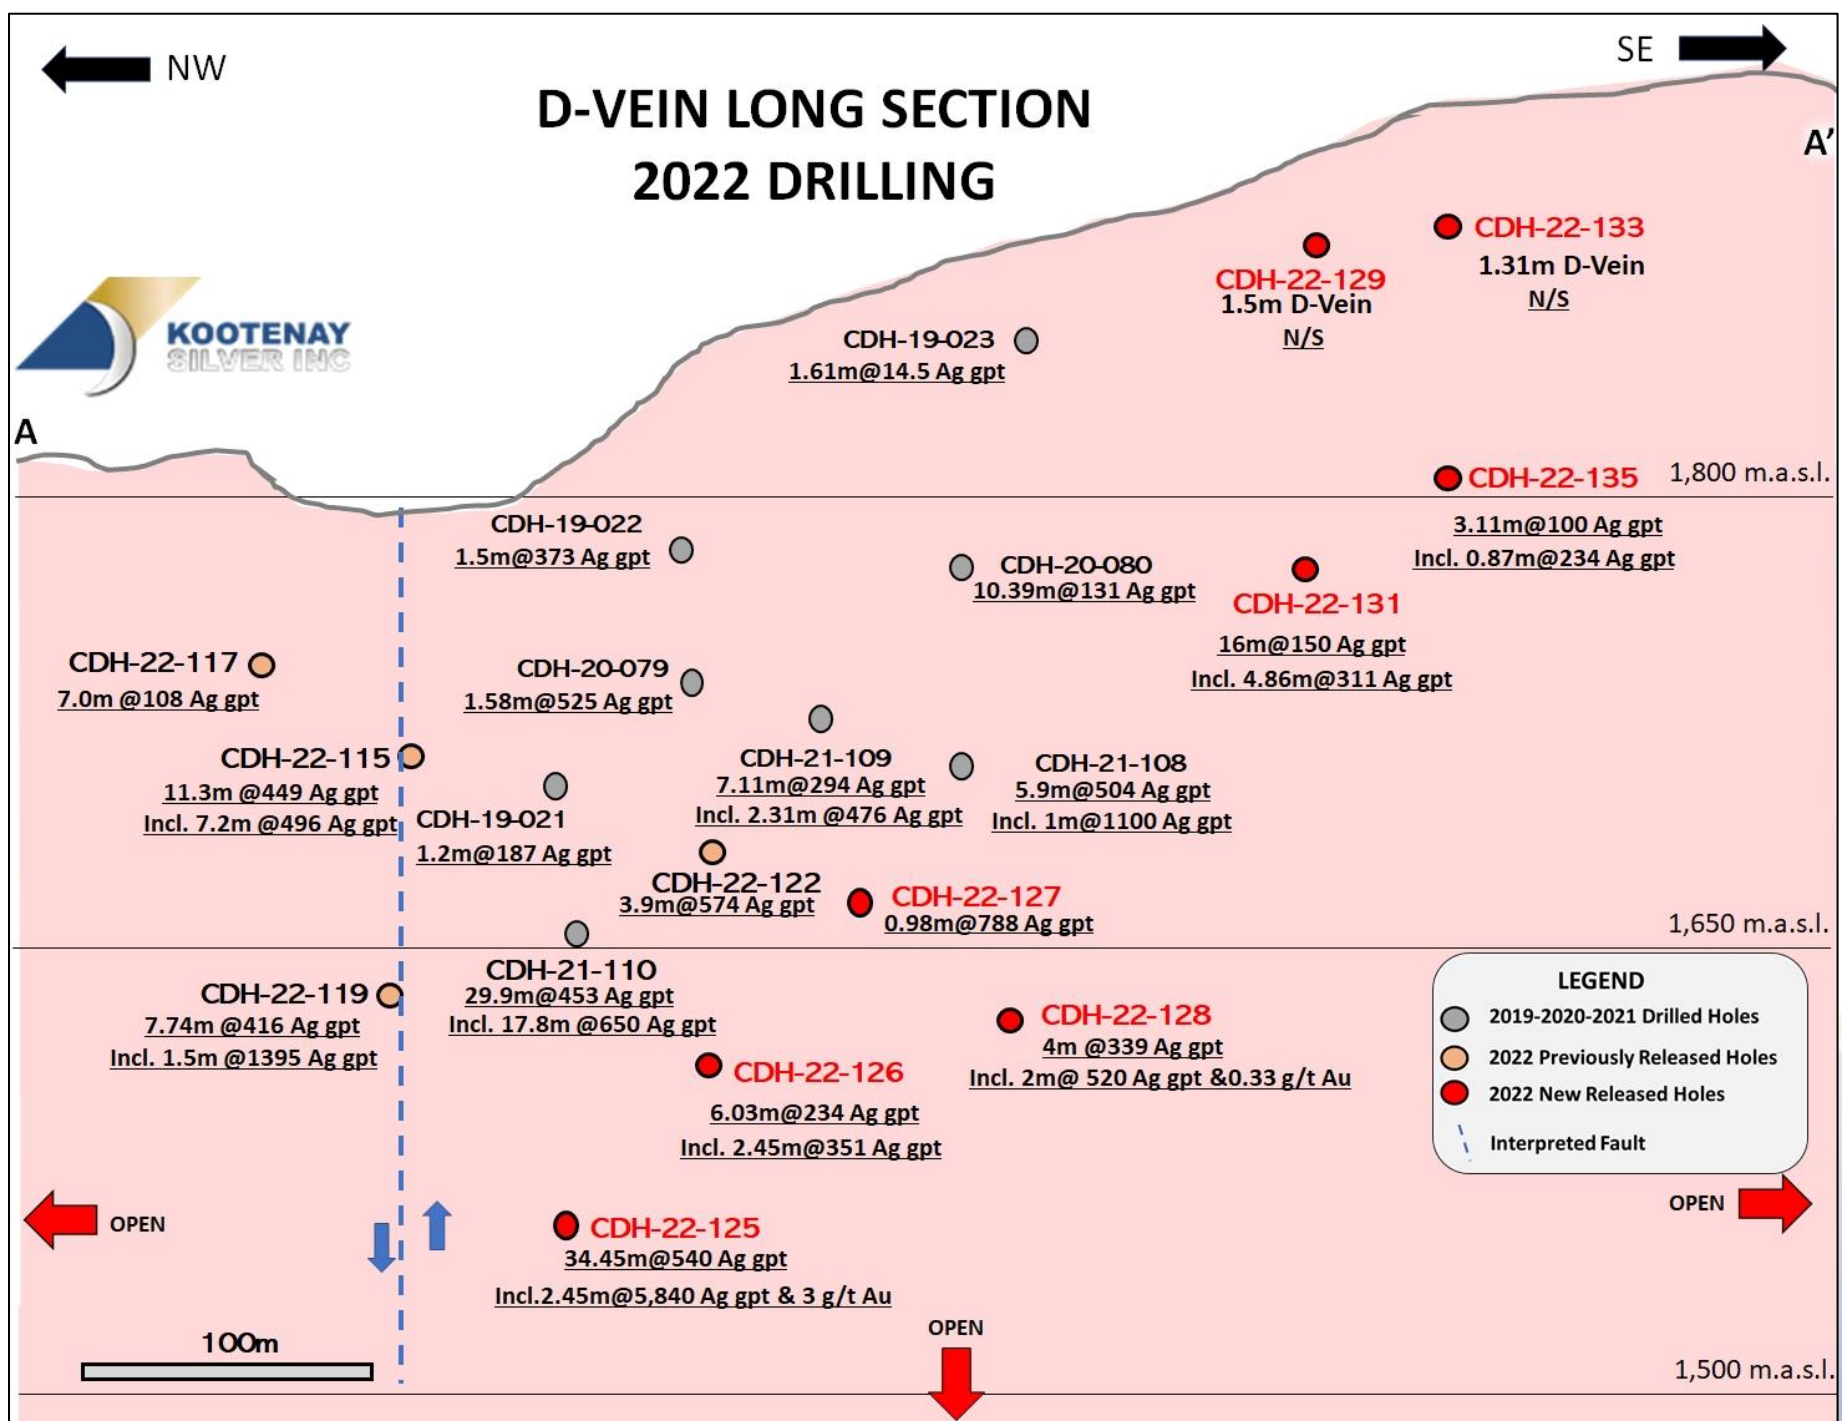 NW
SE
D-VEIN LONG SECTION
2022 DRILLING
A'
CDH-22-133
1.31m D-Vein
N/S
CDH-22-129
1.5m D-Vein
N/S
KOOTENAY
SILVER INC
CDH-19-023
1.61m@14.5 Ag gpt
A
1,800 m.a.s.l.
CDH-22-135
3.11m@100 Ag gpt
Incl. 0.87m@234 Ag gpt
CDH-19-022
1.5m@373 Ag gpt
CDH-20-080
10.39m@131 Ag gpt
CDH-22-131
16m@150 Ag gpt
Incl. 4.86m@311 Ag gpt
CDH-22-117
7.0m @108 Ag gpt
CDH-20-079
1.58m@525 Ag gpt
CDH-22-115
11.3m @449 Ag gpt
Incl. 7.2m @496 Ag gpt
CDH-21-109
7.11m@294 Ag gpt
Incl. 2.31m @476 Ag gpt
CDH-21-108
5.9m@504 Ag gpt
Incl. 1m@1100 Ag gpt
CDH-19-021
1.2m@187 Ag gpt
CDH-22-122
3.9m@574 Ag gpt
CDH-22-127
0.98m@788 Ag gpt
1,650 m.a.s.l.
CDH-22-119
7.74m @416 Ag gpt
Incl. 1.5m @1395 Ag gpt
CDH-21-110
29.9m@453 Ag gpt
Incl. 17.8m @650 Ag gpt
CDH-22-128
4m @339 Ag gpt
Incl. 2m@ 520 Ag gpt &0.33 g/t Au
CDH-22-126
6.03m@234 Ag gpt
Incl. 2.45m@351 Ag gpt
LEGEND
2019-2020-2021 Drilled Holes
2022 Previously Released Holes
2022 New Released Holes
Interpreted Fault
OPEN
OPEN
CDH-22-125
34.45m@540 Ag gpt
Incl.2.45m@5,840 Ag gpt & 3 g/t Au
OPEN
100m
1,500 m.a.s.l.